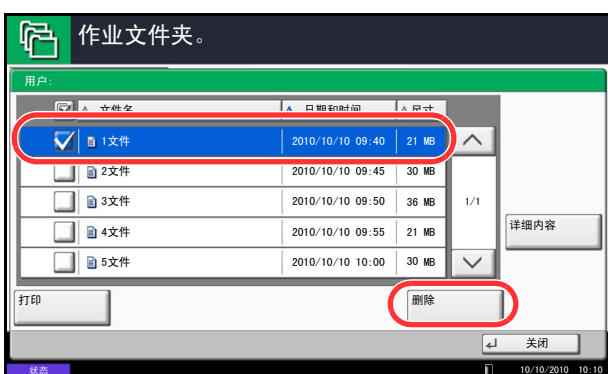 作业文件夹。
用户:
文件名 日期和时间 尺寸
1文件 2010/10/10 09:40 21 MB
2文件 2010/10/10 09:45 30 MB
3文件 2010/10/10 09:50 36 MB 1/1
4文件 2010/10/10 09:55 21 MB 详细内容
5文件 2010/10/10 10:00 30 MB
打印 删除
关闭
状态 10/10/2010 10:10